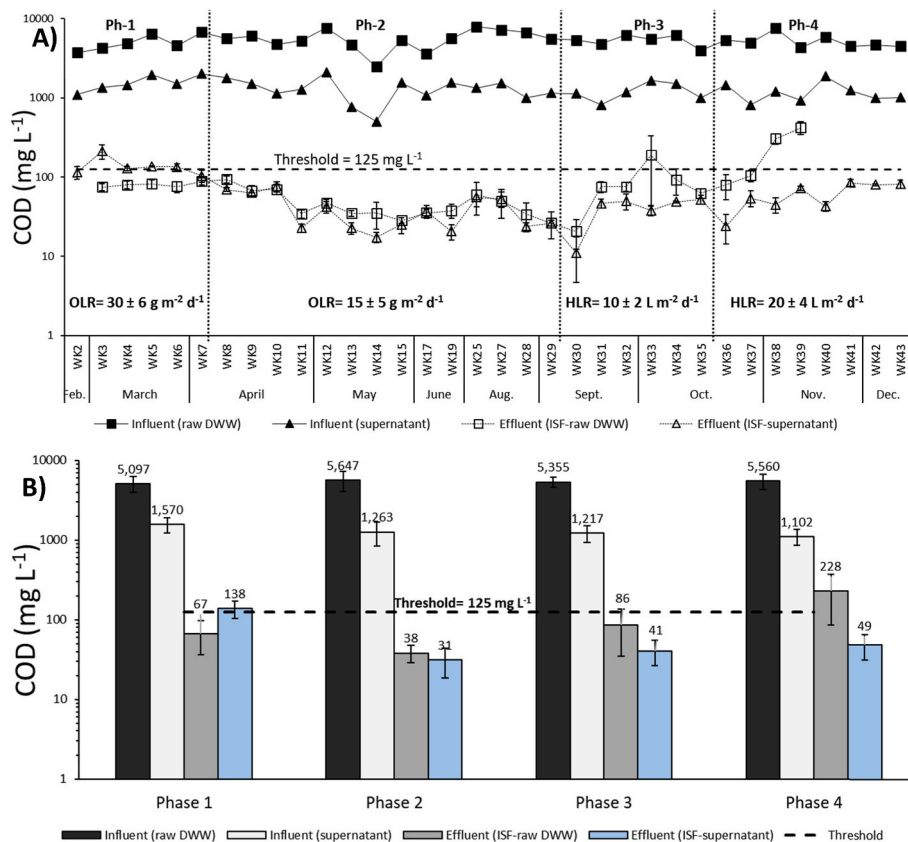 A)
Ph-1 Ph-2 Ph-3 Ph-4
COD (mg L⁻¹)
10000
1000
100
10
1
Threshold = 125 mg L⁻¹
OLR= 30 ± 6 g m⁻² d⁻¹ OLR= 15 ± 5 g m⁻² d⁻¹ HLR= 10 ± 2 L m⁻² d⁻¹ HLR= 20 ± 4 L m⁻² d⁻¹
WK2 WK3 WK4 WK5 WK6 WK7 WK8 WK9 WK10 WK11 WK12 WK13 WK14 WK15 WK17 WK19 WK25 WK27 WK28 WK29 WK30 WK31 WK32 WK33 WK34 WK35 WK36 WK37 WK38 WK39 WK40 WK41 WK42 WK43
Feb. March April May June Aug. Sept. Oct. Nov. Dec.
Influent (raw DWW) Influent (supernatant) Effluent (ISF-raw DWW) Effluent (ISF-supernatant)
B)
COD (mg L⁻¹)
10000
1000
100
10
1
5,097 1,570 67 138 5,647 1,263 38 31 5,355 1,217 86 41 5,560 1,102 228 49
Threshold= 125 mg L⁻¹
Phase 1 Phase 2 Phase 3 Phase 4
Influent (raw DWW) Influent (supernatant) Effluent (ISF-raw DWW) Effluent (ISF-supernatant) Threshold